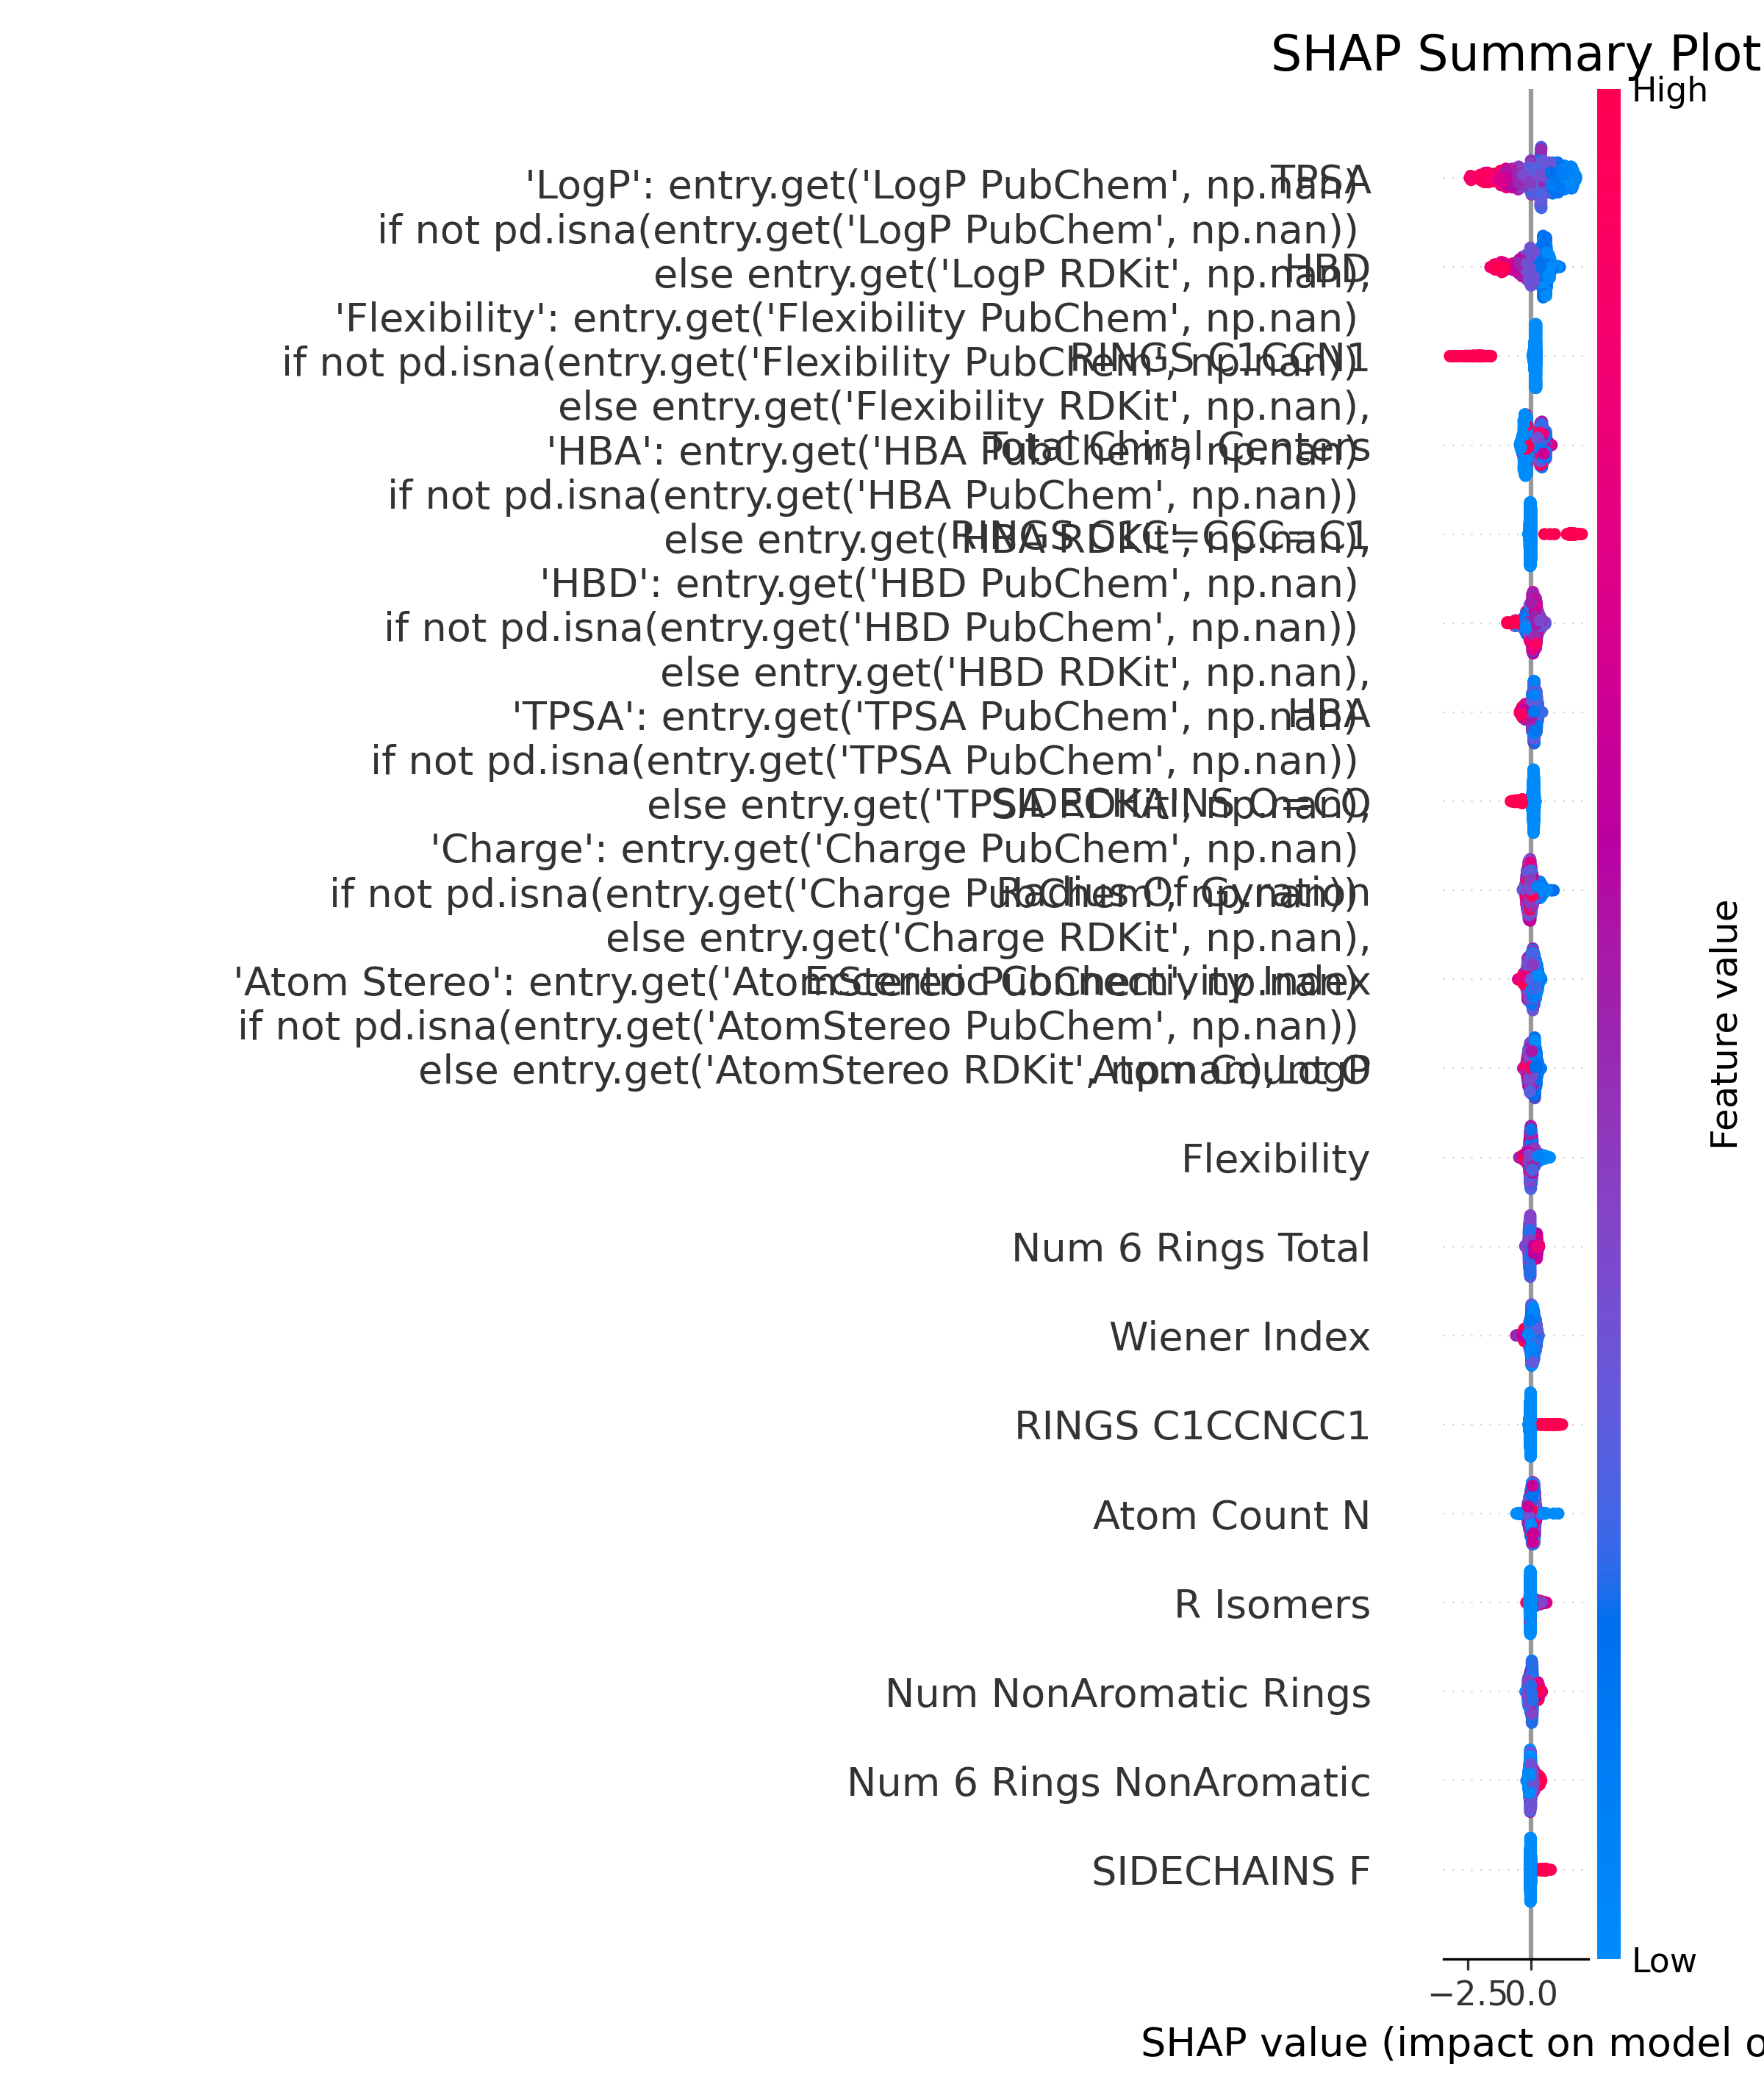 SHAP Summary Plot
High
TPSA
'LogP': entry.get('LogP PubChem', np.nan)
if not pd.isna(entry.get('LogP PubChem', np.nan))
HBD
else entry.get('LogP RDKit', np.nan),
'Flexibility': entry.get('Flexibility PubChem', np.nan)
RINGS C1CCN1
if not pd.isna(entry.get('Flexibility PubChem', np.nan))
else entry.get('Flexibility RDKit', np.nan),
Total Chiral Centers
'HBA': entry.get('HBA PubChem', np.nan)
if not pd.isna(entry.get('HBA PubChem', np.nan))
RINGS C1C=CCC=C1
else entry.get('HBA RDKit', np.nan),
'HBD': entry.get('HBD PubChem', np.nan)
if not pd.isna(entry.get('HBD PubChem', np.nan))
else entry.get('HBD RDKit', np.nan),
HBA
'TPSA': entry.get('TPSA PubChem', np.nan)
if not pd.isna(entry.get('TPSA PubChem', np.nan))
SIDECHAINS O=CO
else entry.get('TPSA RDKit', np.nan),
'Charge': entry.get('Charge PubChem', np.nan)
Radius Of Gyration
if not pd.isna(entry.get('Charge PubChem', np.nan))
else entry.get('Charge RDKit', np.nan),
Eccentric Connectivity Index
'Atom Stereo': entry.get('AtomStereo PubChem', np.nan)
if not pd.isna(entry.get('AtomStereo PubChem', np.nan))
else entry.get('AtomStereo RDKit', np.nan),LogP
Atom Count O
Flexibility
Num 6 Rings Total
Wiener Index
RINGS C1CCNCC1
Atom Count N
R Isomers
Num NonAromatic Rings
Num 6 Rings NonAromatic
SIDECHAINS F
Feature value
Low
−2.5
0.0
SHAP value (impact on model o